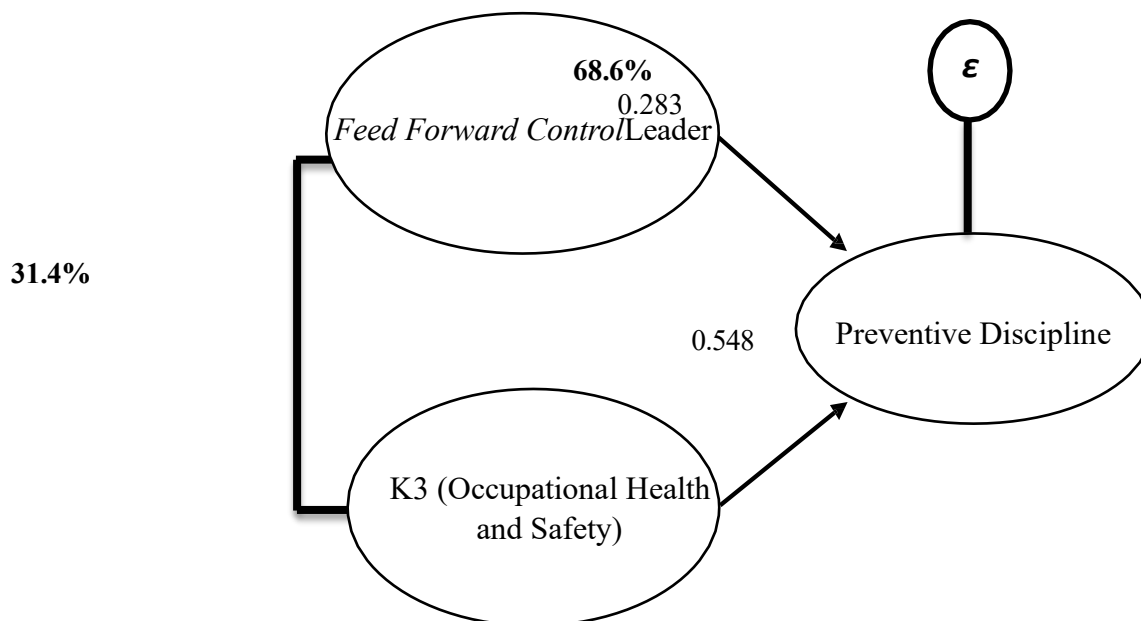 68.6%
ε
0.283
Feed Forward ControlLeader
31.4%
0.548
Preventive Discipline
K3 (Occupational Health
and Safety)